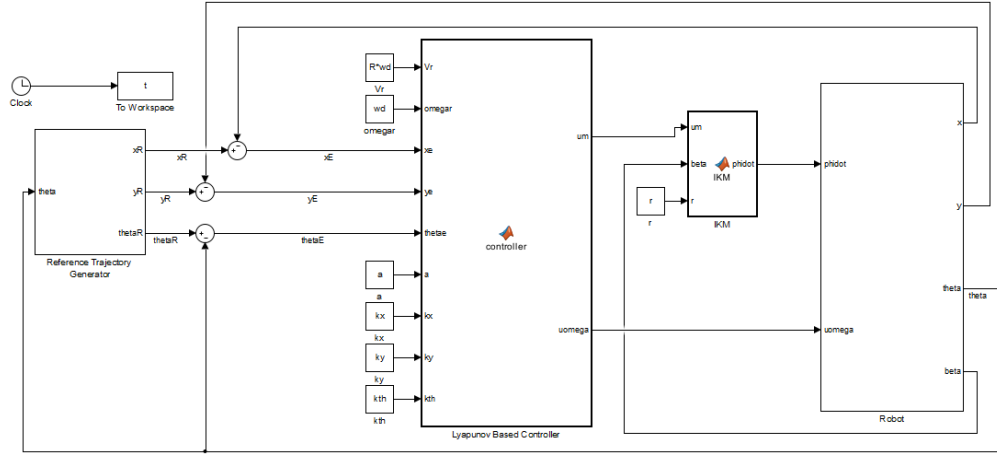 Clock
t
To Workspace
theta
xR
yR
thetaR
Reference Trajectory
Generator
xR
yR
thetaR
xE
yE
thetaE
R*wd
Vr
wd
omegar
a
a
kx
kx
ky
ky
kth
kth
Vr
omegar
xe
ye
thetae
a
kx
ky
kth
controller
um
uomega
Lyapunov Based Controller
r
r
um
beta
r
IKM
phidot
IKM
phidot
uomega
x
y
theta
beta
Robot
theta